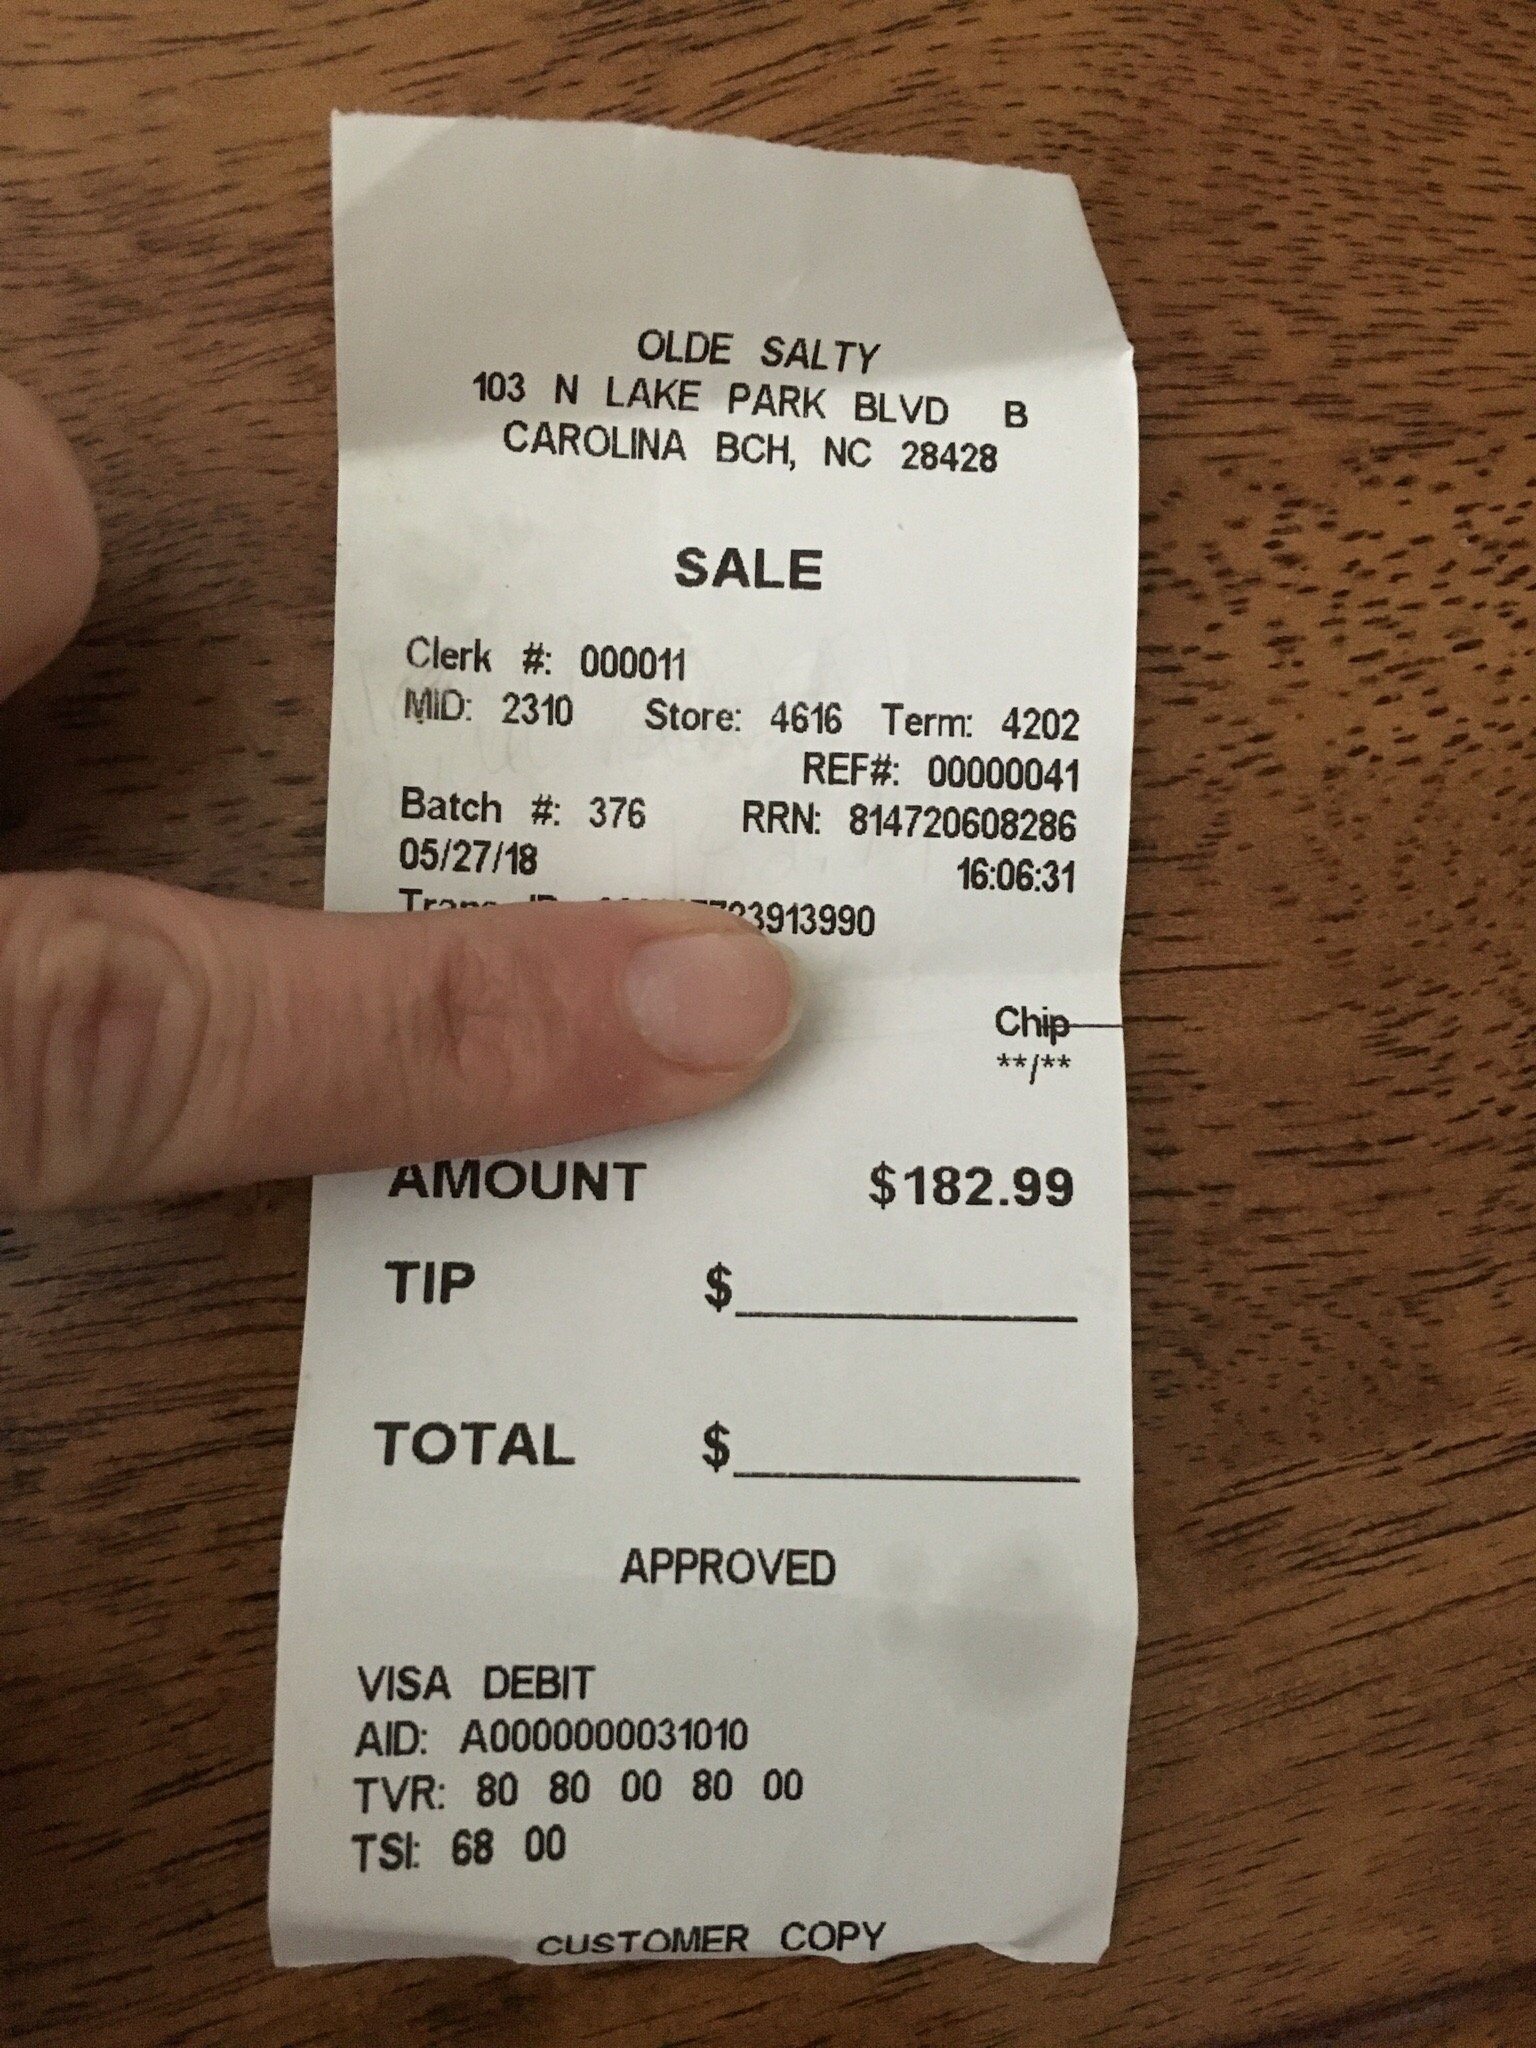 OLDE SALTY
103 N LAKE PARK BLVD B
CAROLINA BCH, NC 28428
SALE
Clerk #: 000011
MID: 2310 Store: 4616 Term: 4202
REF#: 00000041
Batch #: 376 RRN: 814720608286
05/27/18 16:06:31
3913990
Chip
**/**
AMOUNT $182.99
TIP $
TOTAL $
APPROVED
VISA DEBIT
AID: A0000000031010
TVR: 80 80 00 80 00
TSI: 68 00
CUSTOMER COPY